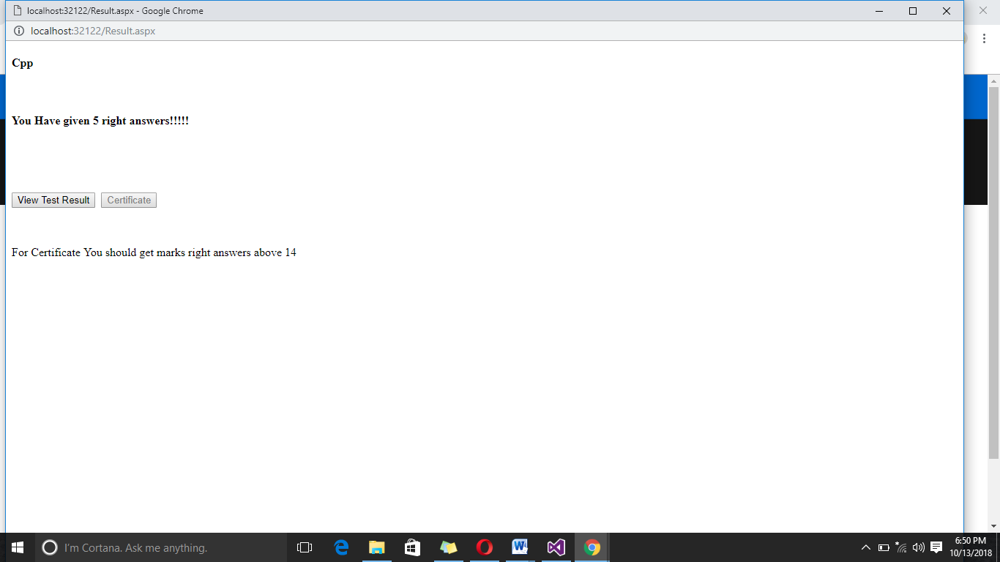 localhost:32122/Result.aspx - Google Chrome
localhost:32122/Result.aspx
Cpp
You Have given 5 right answers!!!!!
View Test Result Certificate
For Certificate You should get marks right answers above 14
I'm Cortana. Ask me anything.
6:50 PM
10/13/2018